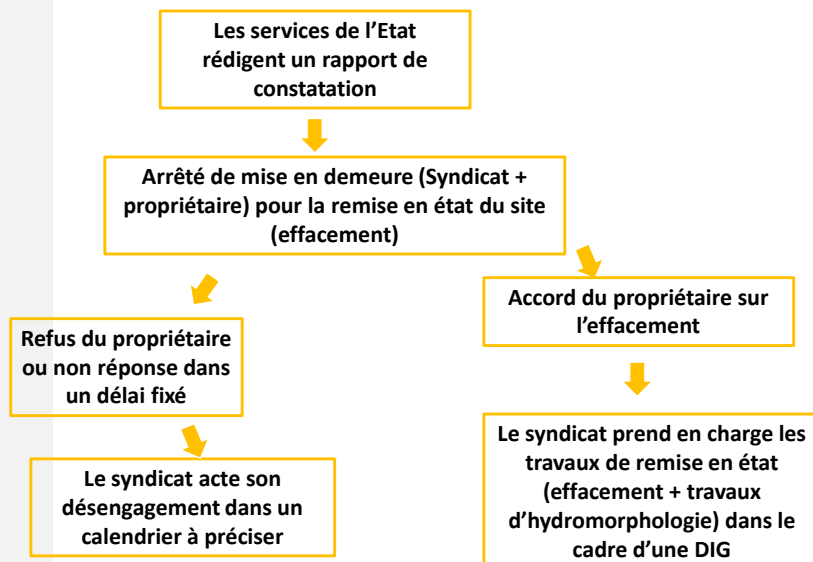 Les services de l’Etat
rédigent un rapport de
constatation
Arrêté de mise en demeure (Syndicat +
propriétaire) pour la remise en état du site
(effacement)
Refus du propriétaire
ou non réponse dans
un délai fixé
Accord du propriétaire sur
l’effacement
Le syndicat acte son
désengagement dans un
calendrier à préciser
Le syndicat prend en charge les
travaux de remise en état
(effacement + travaux
d’hydromorphologie) dans le
cadre d’une DIG